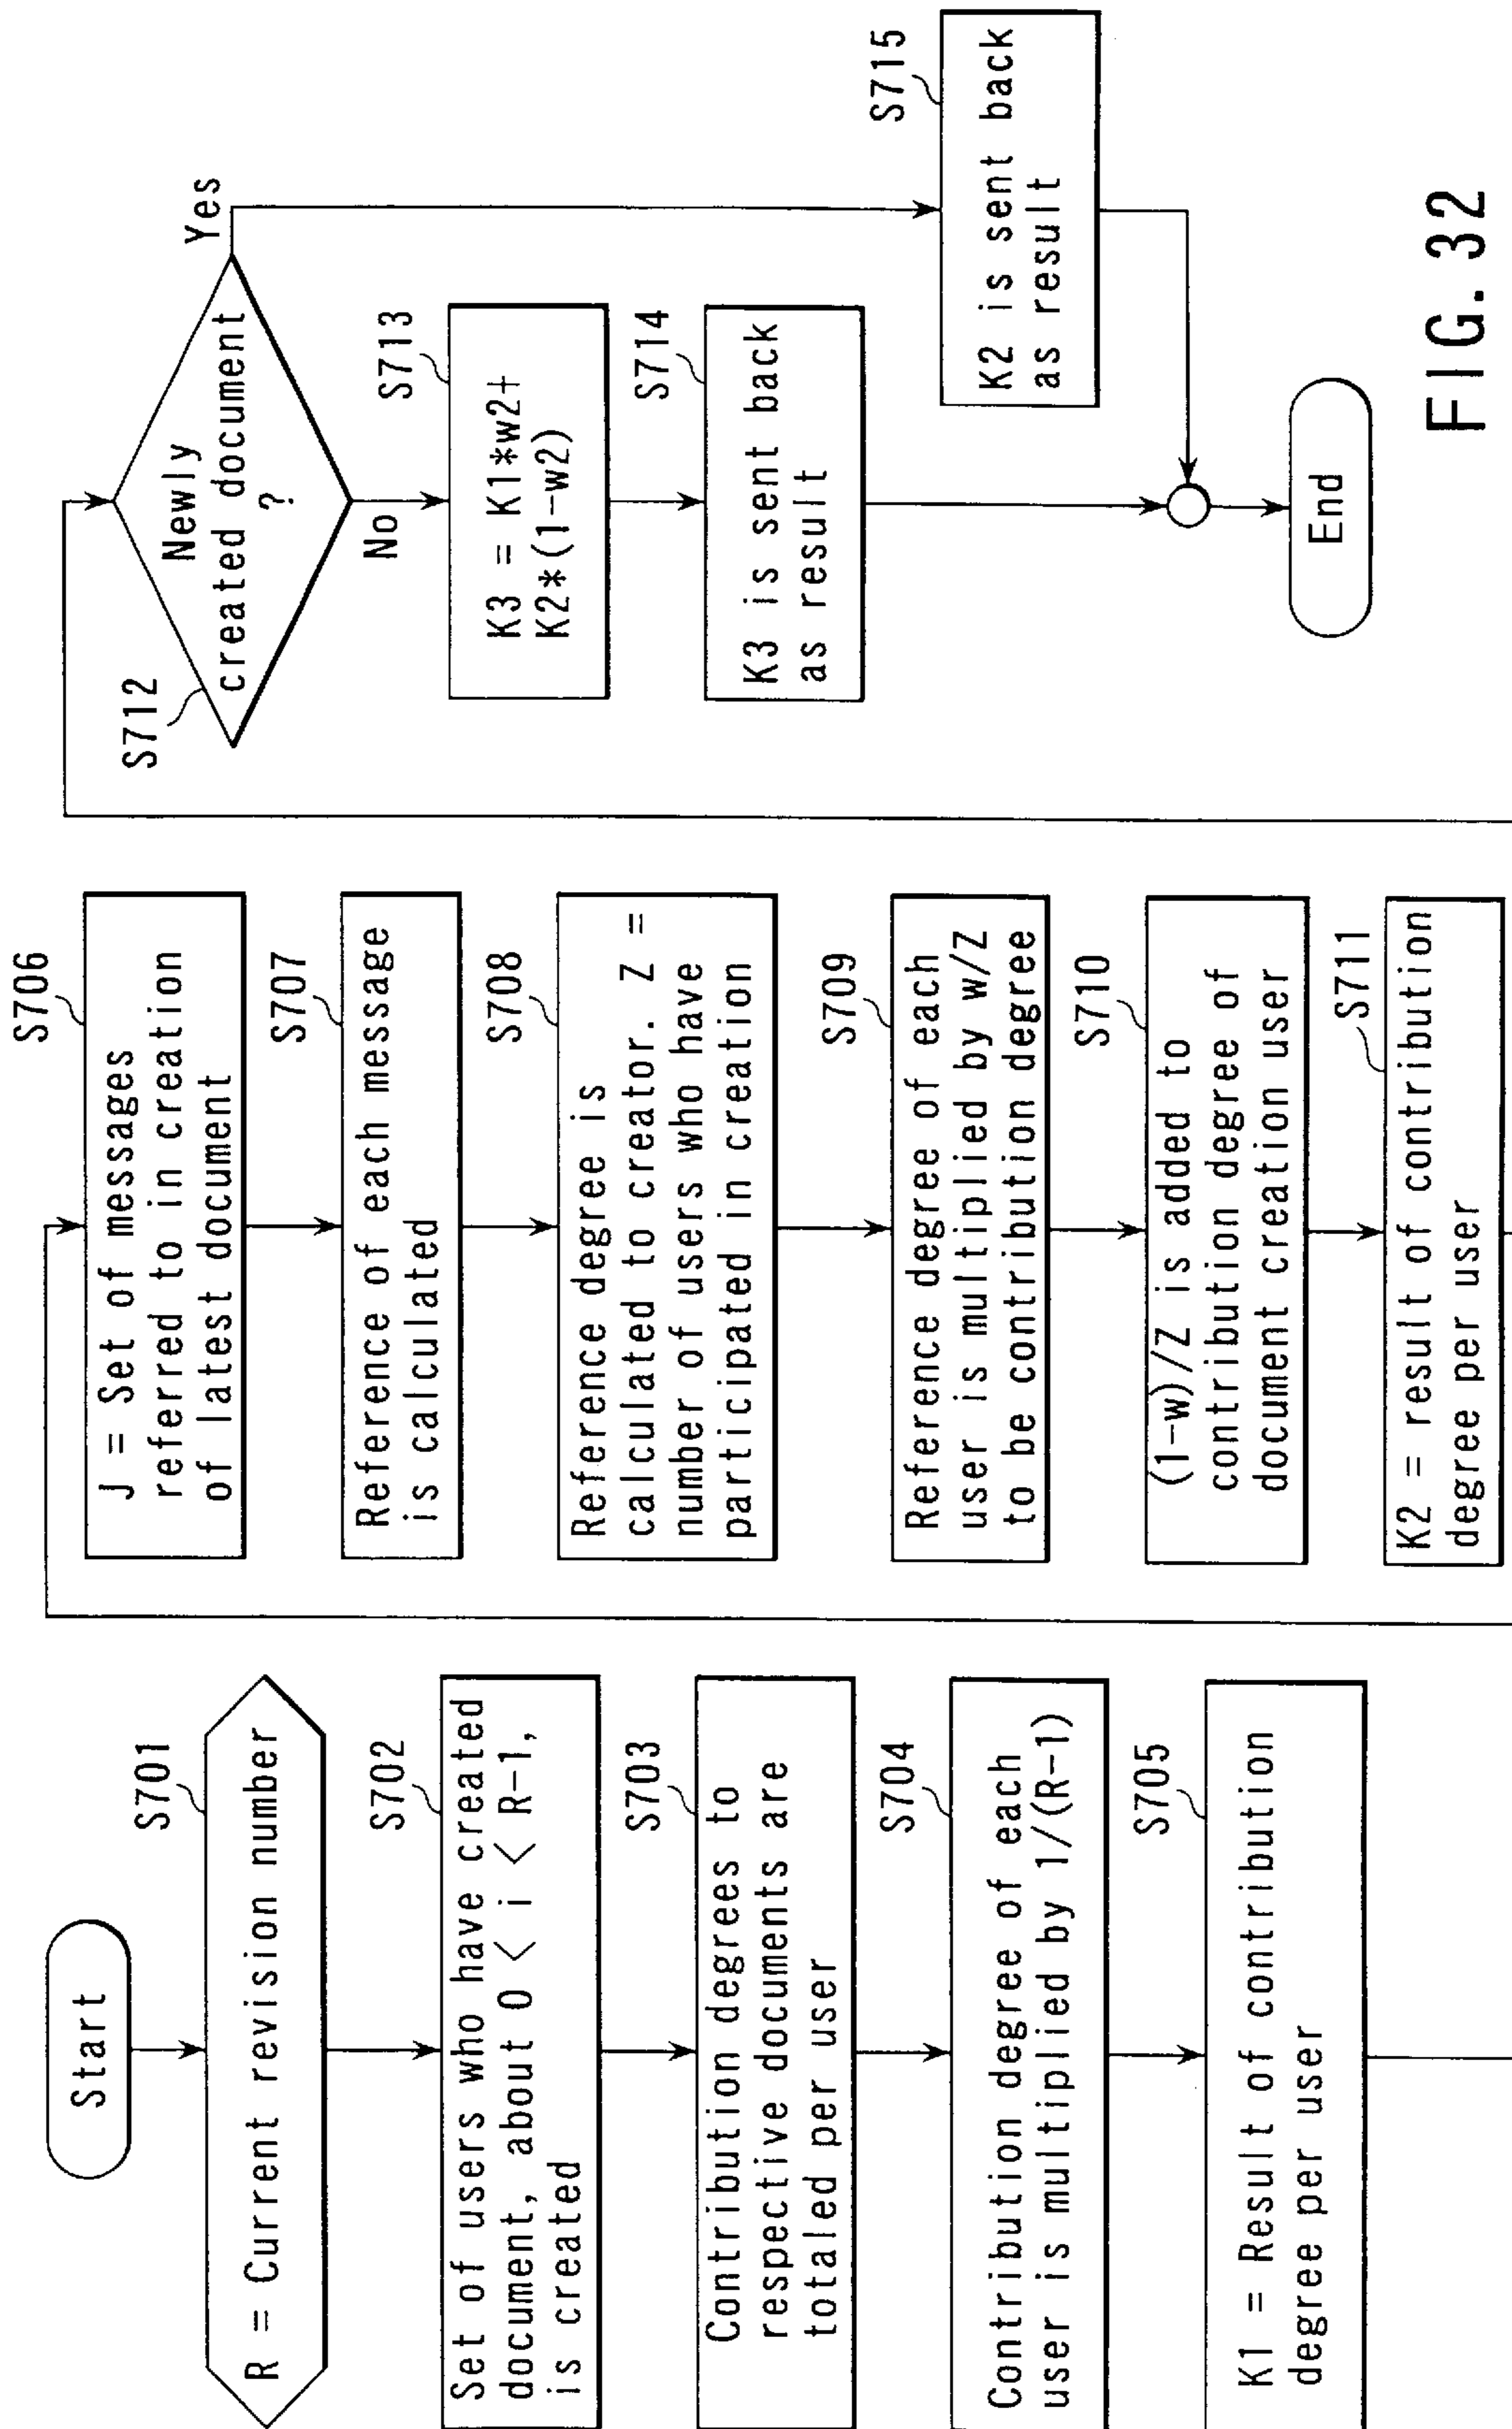 Start
S701
R = Current revision number
S702
Set of users who have created
document, about 0 < i < R-1,
is created
S703
Contribution degrees to
respective documents are
totaled per user
S704
Contribution degree of each
user is multiplied by 1/(R-1)
S705
K1 = Result of contribution
degree per user
S706
J = Set of messages
referred to in creation
of latest document
S707
Reference of each message
is calculated
S708
Reference degree is
calculated to creator. Z =
number of users who have
participated in creation
S709
Reference degree of each
user is multiplied by w/Z
to be contribution degree
S710
(1-w)/Z is added to
contribution degree of
document creation user
S711
K2 = result of contribution
degree per user
S712
Newly
created document
?
Yes
No
S713
K3 = K1*w2+
K2*(1-w2)
S714
K3 is sent back
as result
S715
K2 is sent back
as result
End
FIG. 32